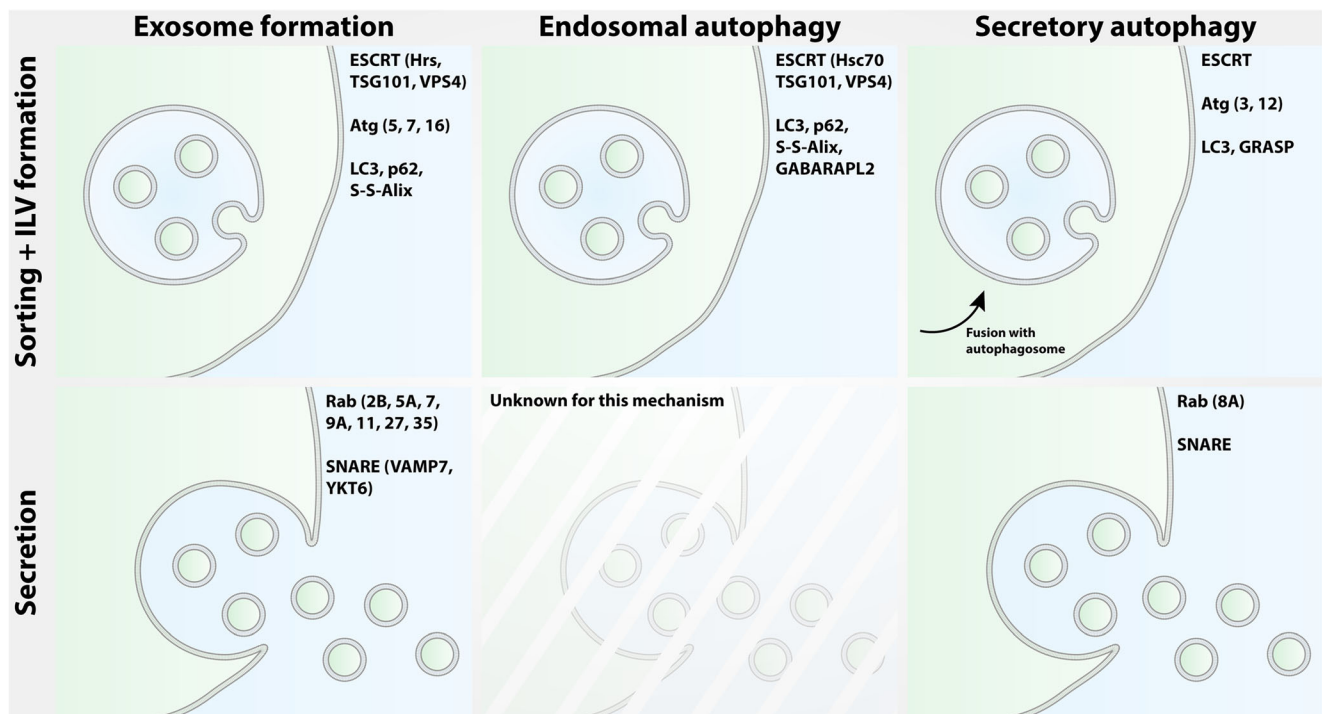 Exosome formation
Endosomal autophagy
Secretory autophagy
Sorting + ILV formation
ESCRT (Hrs,
TSG101, VPS4)
Atg (5, 7, 16)
LC3, p62,
S-S-Alix
ESCRT (Hsc70
TSG101, VPS4)
LC3, p62,
S-S-Alix,
GABARAPL2
ESCRT
Atg (3, 12)
LC3, GRASP
Fusion with
autophagosome
Secretion
Rab (2B, 5A, 7,
9A, 11, 27, 35)
SNARE (VAMP7,
YKT6)
Unknown for this mechanism
Rab (8A)
SNARE